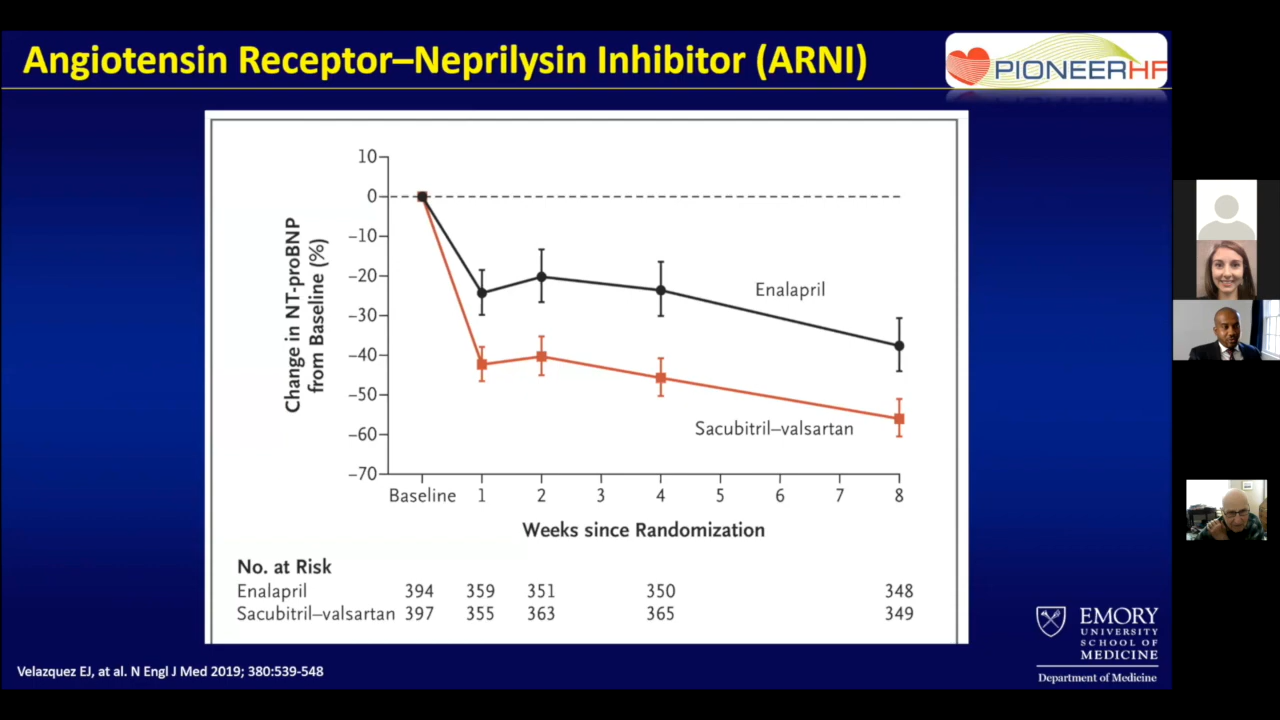 Angiotensin Receptor–Neprilysin Inhibitor (ARNI)
PIONEERHF
10
0
–10
–20
–30
–40
–50
–60
–70
Change in NT-proBNP
from Baseline (%)
Enalapril
Sacubitril–valsartan
Baseline 1 2 3 4 5 6 7 8
Weeks since Randomization
No. at Risk
Enalapril 394 359 351 350 348
Sacubitril–valsartan 397 355 363 365 349
EMORY
UNIVERSITY
SCHOOL OF
MEDICINE
Department of Medicine
Velazquez EJ, at al. N Engl J Med 2019; 380:539-548